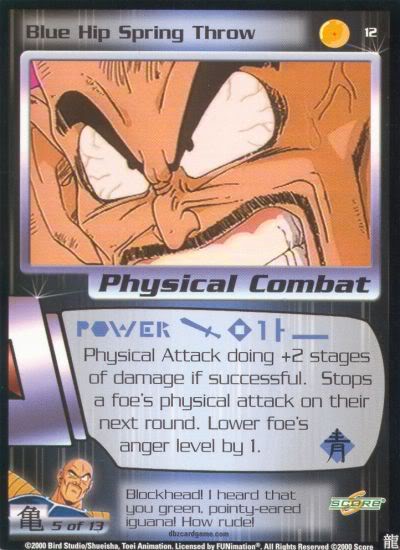 Blue Hip Spring Throw
12
Physical Combat
POWER
Physical Attack doing +2 stages
of damage if successful. Stops
a foe's physical attack on their
next round. Lower foe's
anger level by 1.
青
Blockhead! I heard that
you green, pointy-eared
iguana! How rude!
亀 5 of 13
dbzcardgame.com
SCORE
©2000 Bird Studio/Shueisha, Toei Animation. Licensed by FUNimation®. All Rights Reserved ©2000 Score
龍